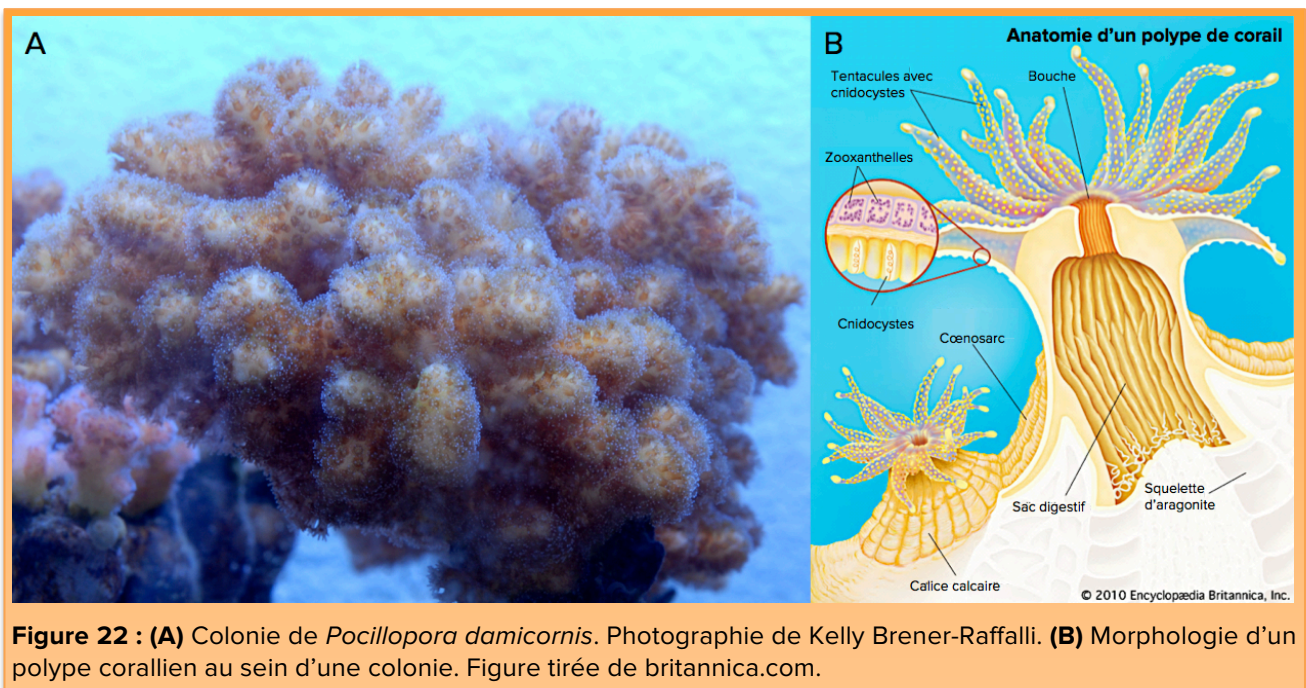 A
B
Anatomie d’un polype de corail
Tentacules avec
cnidocystes
Bouche
Zooxanthelles
Cnidocystes
Cœnosarc
Sac digestif
Squelette
d’aragonite
Calice calcaire
© 2010 Encyclopædia Britannica, Inc.
Figure 22 : (A) Colonie de Pocillopora damicornis. Photographie de Kelly Brener-Raffalli. (B) Morphologie d’un
polype corallien au sein d’une colonie. Figure tirée de britannica.com.